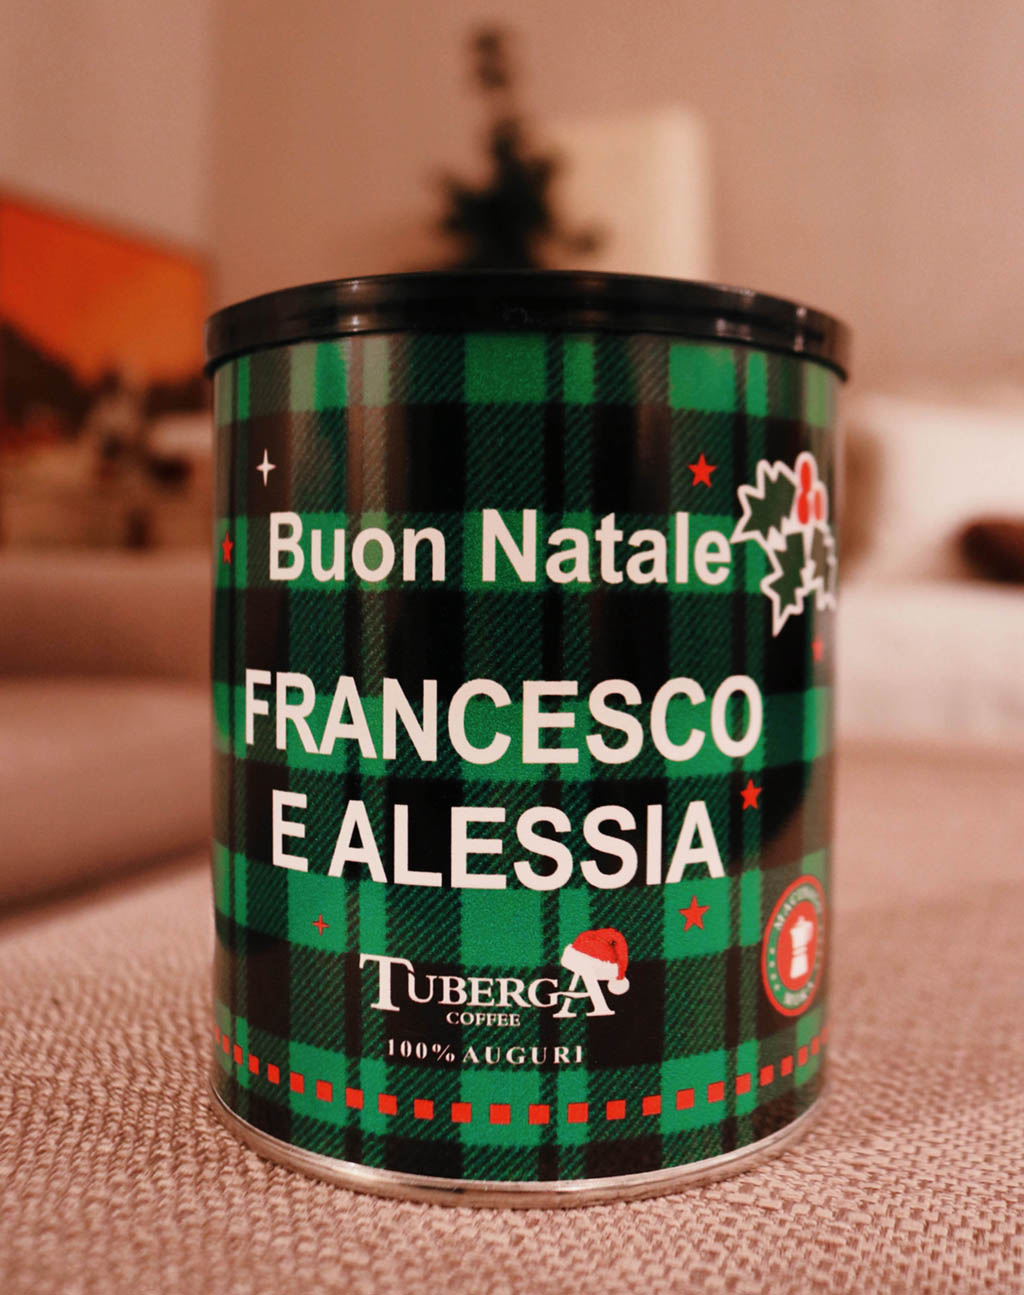 Buon Natale
FRANCESCO
E ALESSIA
TUBERGA
COFFEE
100% AUGURI